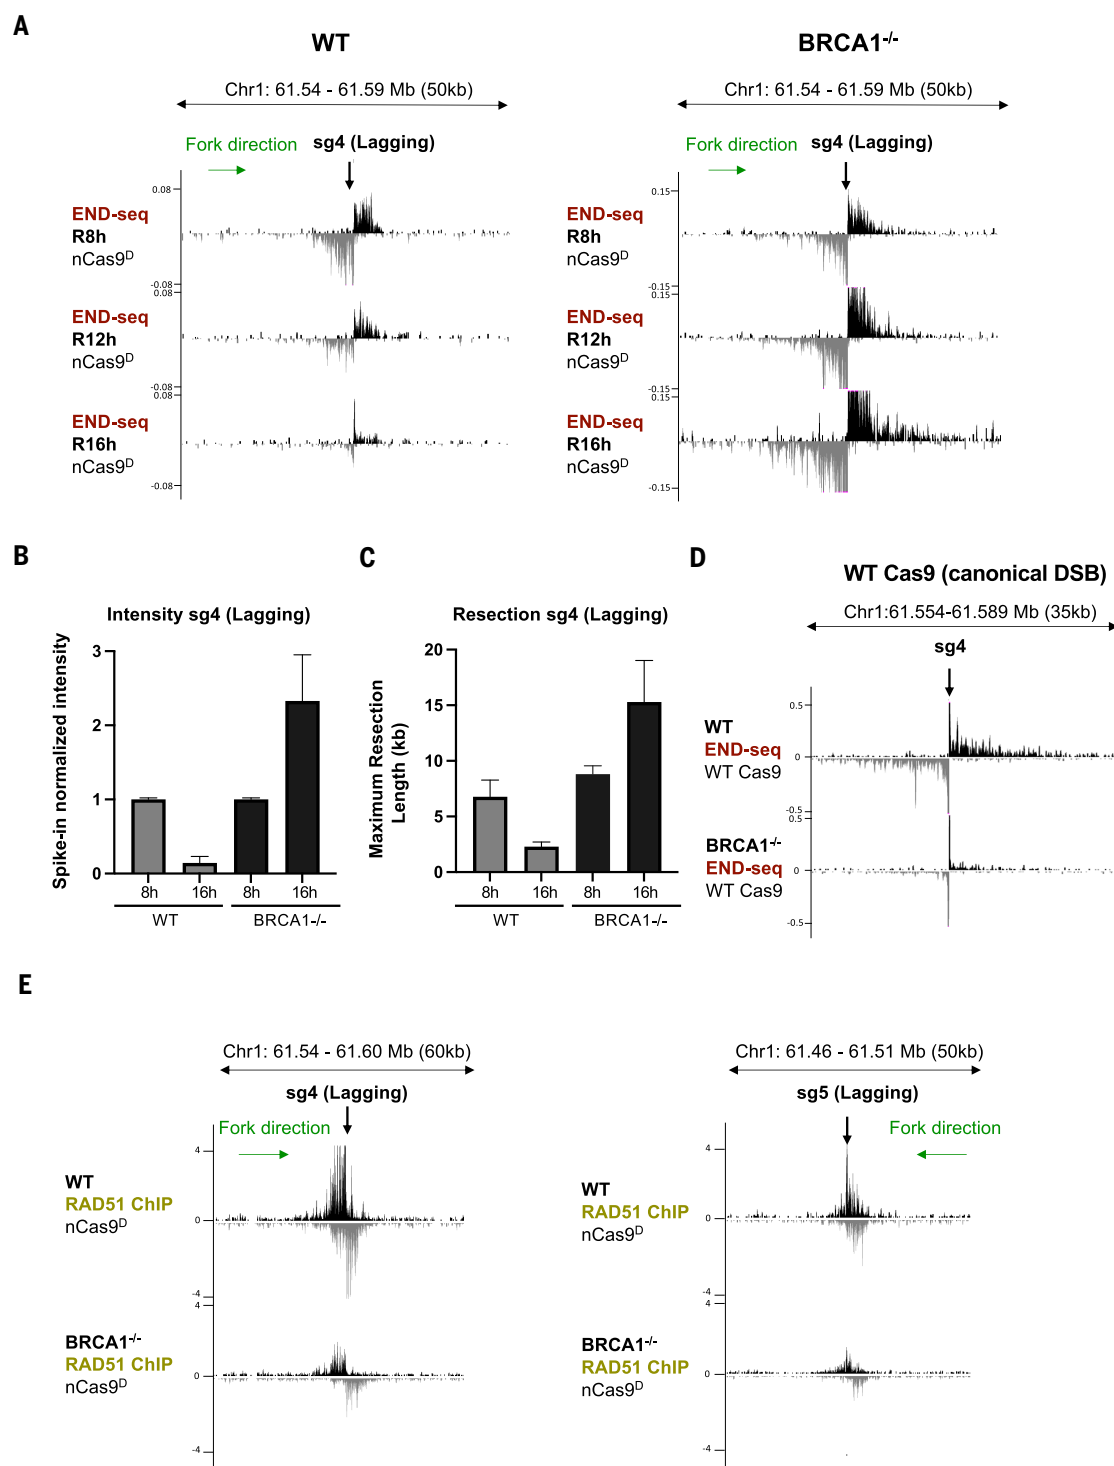 A
WT
BRCA1-/-
Chr1: 61.54 - 61.59 Mb (50kb)
Chr1: 61.54 - 61.59 Mb (50kb)
Fork direction
sg4 (Lagging)
Fork direction
sg4 (Lagging)
0.08
END-seq
R8h
nCas9D
-0.08
0.08
END-seq
R12h
nCas9D
-0.08
0.08
END-seq
R16h
nCas9D
-0.08
0.15
END-seq
R8h
nCas9D
-0.15
0.15
END-seq
R12h
nCas9D
-0.15
0.15
END-seq
R16h
nCas9D
-0.15
B
Intensity sg4 (Lagging)
Spike-in normalized intensity
3
2
1
0
8h
16h
8h
16h
WT
BRCA1-/-
C
Resection sg4 (Lagging)
Maximum Resection
Length (kb)
20
15
10
5
0
8h
16h
8h
16h
WT
BRCA1-/-
D
WT Cas9 (canonical DSB)
Chr1:61.554-61.589 Mb (35kb)
sg4
WT
END-seq
WT Cas9
0.5
0
-0.5
BRCA1-/-
END-seq
WT Cas9
0.5
0
-0.5
E
Chr1: 61.54 - 61.60 Mb (60kb)
sg4 (Lagging)
Fork direction
WT
RAD51 ChIP
nCas9D
4
0
-4
BRCA1-/-
RAD51 ChIP
nCas9D
4
0
-4
Chr1: 61.46 - 61.51 Mb (50kb)
sg5 (Lagging)
Fork direction
WT
RAD51 ChIP
nCas9D
4
0
-4
BRCA1-/-
RAD51 ChIP
nCas9D
4
0
-4